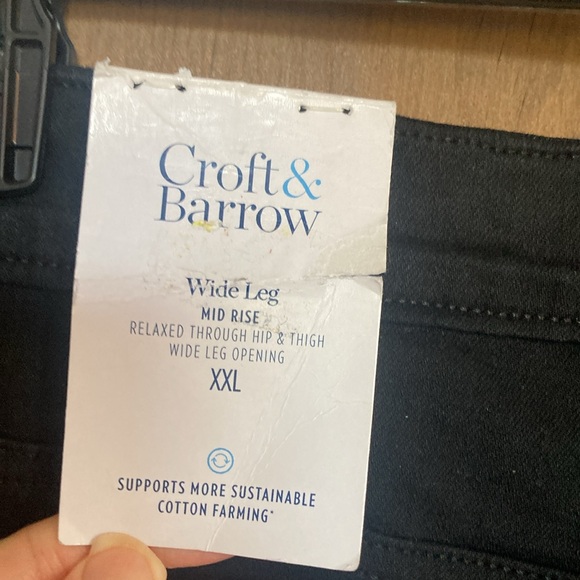 Croft &
Barrow
Wide Leg
MID RISE
RELAXED THROUGH HIP & THIGH
WIDE LEG OPENING
XXL
SUPPORTS MORE SUSTAINABLE
COTTON FARMING*